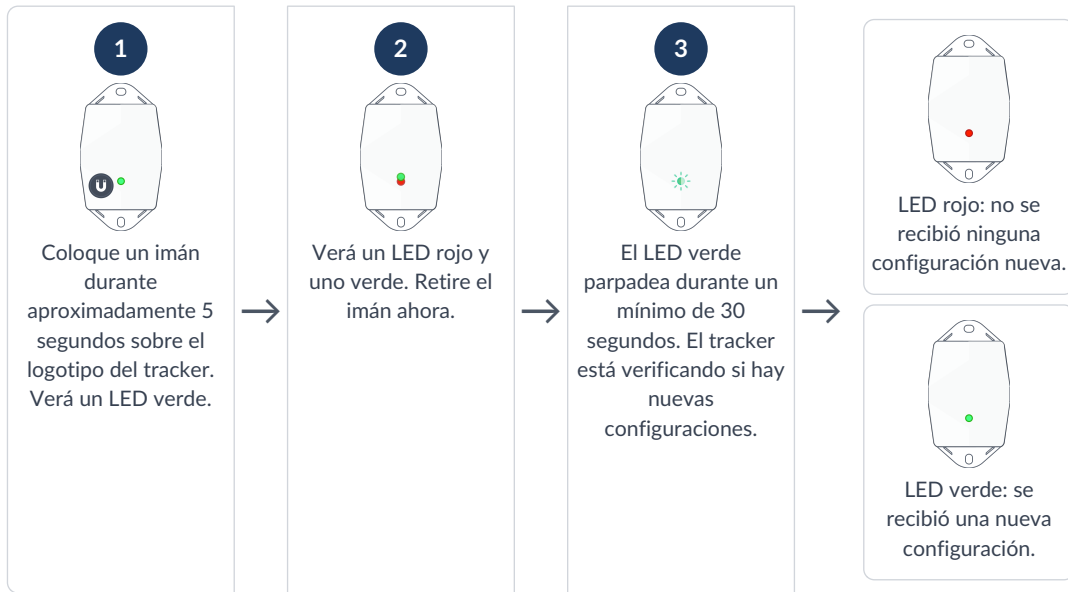 1
Coloque un imán
durante
aproximadamente 5
segundos sobre el
logotipo del tracker.
Verá un LED verde.
2
Verá un LED rojo y
uno verde. Retire el
imán ahora.
3
El LED verde
parpadea durante un
mínimo de 30
segundos. El tracker
está verificando si hay
nuevas
configuraciones.
LED rojo: no se
recibió ninguna
configuración nueva.
LED verde: se
recibió una nueva
configuración.